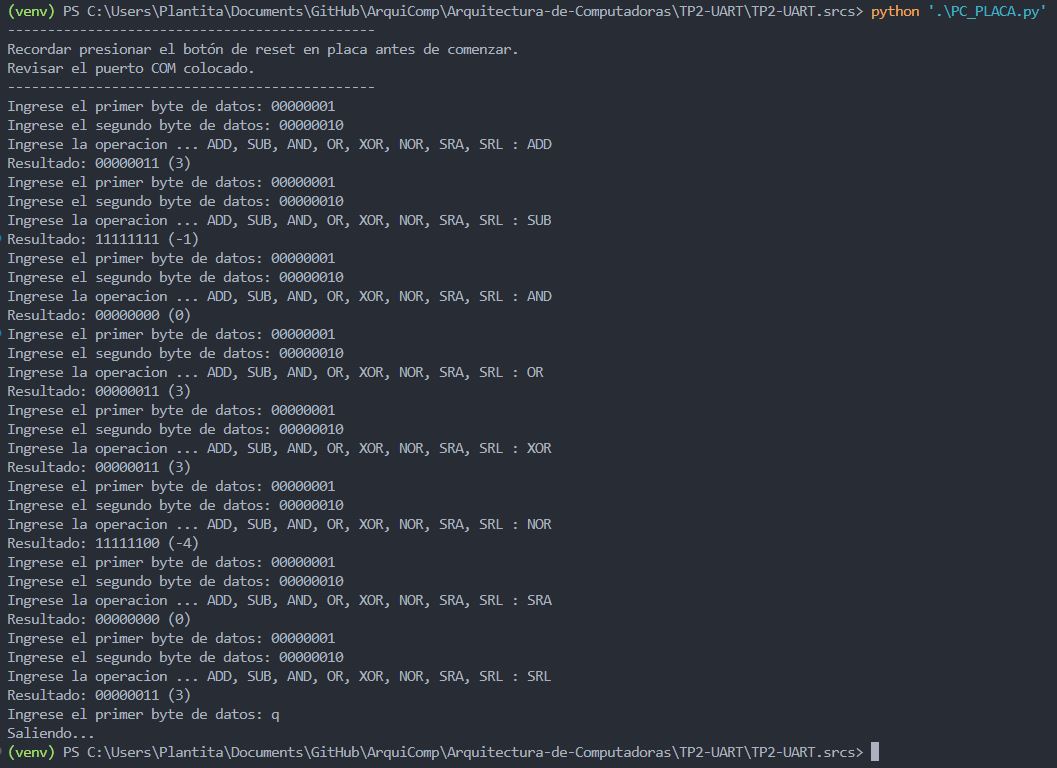 (venv) PS C:\Users\Plantita\Documents\GitHub\ArquiComp\Arquitectura-de-Computadoras\TP2-UART\TP2-UART.srcs> python '.\PC_PLACA.py'
----------------------------------------------
Recordar presionar el botón de reset en placa antes de comenzar.
Revisar el puerto COM colocado.
----------------------------------------------
Ingrese el primer byte de datos: 00000001
Ingrese el segundo byte de datos: 00000010
Ingrese la operacion ... ADD, SUB, AND, OR, XOR, NOR, SRA, SRL : ADD
Resultado: 00000011 (3)
Ingrese el primer byte de datos: 00000001
Ingrese el segundo byte de datos: 00000010
Ingrese la operacion ... ADD, SUB, AND, OR, XOR, NOR, SRA, SRL : SUB
Resultado: 11111111 (-1)
Ingrese el primer byte de datos: 00000001
Ingrese el segundo byte de datos: 00000010
Ingrese la operacion ... ADD, SUB, AND, OR, XOR, NOR, SRA, SRL : AND
Resultado: 00000000 (0)
Ingrese el primer byte de datos: 00000001
Ingrese el segundo byte de datos: 00000010
Ingrese la operacion ... ADD, SUB, AND, OR, XOR, NOR, SRA, SRL : OR
Resultado: 00000011 (3)
Ingrese el primer byte de datos: 00000001
Ingrese el segundo byte de datos: 00000010
Ingrese la operacion ... ADD, SUB, AND, OR, XOR, NOR, SRA, SRL : XOR
Resultado: 00000011 (3)
Ingrese el primer byte de datos: 00000001
Ingrese el segundo byte de datos: 00000010
Ingrese la operacion ... ADD, SUB, AND, OR, XOR, NOR, SRA, SRL : NOR
Resultado: 11111100 (-4)
Ingrese el primer byte de datos: 00000001
Ingrese el segundo byte de datos: 00000010
Ingrese la operacion ... ADD, SUB, AND, OR, XOR, NOR, SRA, SRL : SRA
Resultado: 00000000 (0)
Ingrese el primer byte de datos: 00000001
Ingrese el segundo byte de datos: 00000010
Ingrese la operacion ... ADD, SUB, AND, OR, XOR, NOR, SRA, SRL : SRL
Resultado: 00000011 (3)
Ingrese el primer byte de datos: q
Saliendo...
(venv) PS C:\Users\Plantita\Documents\GitHub\ArquiComp\Arquitectura-de-Computadoras\TP2-UART\TP2-UART.srcs>